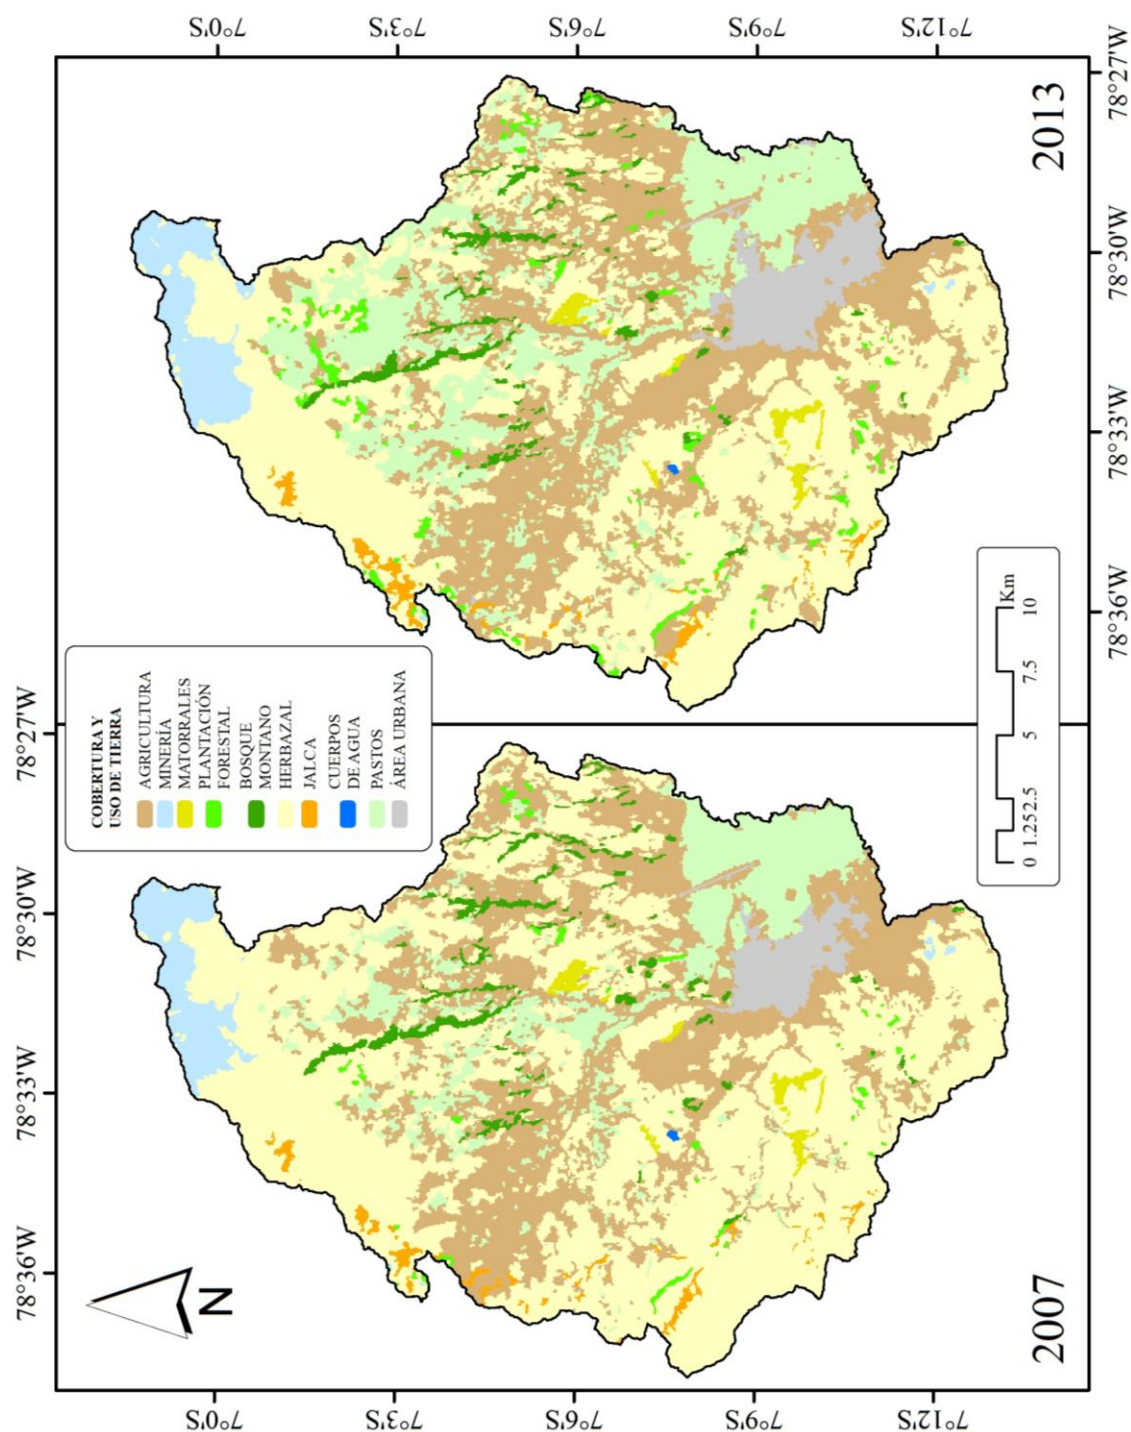 7°0'S
7°3'S
7°6'S
7°9'S
7°12'S
78°27'W
78°30'W
78°33'W
78°36'W
2013
COBERTURA Y
USO DE TIERRA
AGRICULTURA
MINERÍA
MATORRALES
PLANTACIÓN
FORESTAL
BOSQUE
MONTANO
HERBAZAL
JALCA
CUERPOS
DE AGUA
PASTOS
ÁREA URBANA
0 1.252.5 5 7.5 10
Km
78°27'W
78°30'W
78°33'W
78°36'W
N
2007
7°0'S
7°3'S
7°6'S
7°9'S
7°12'S